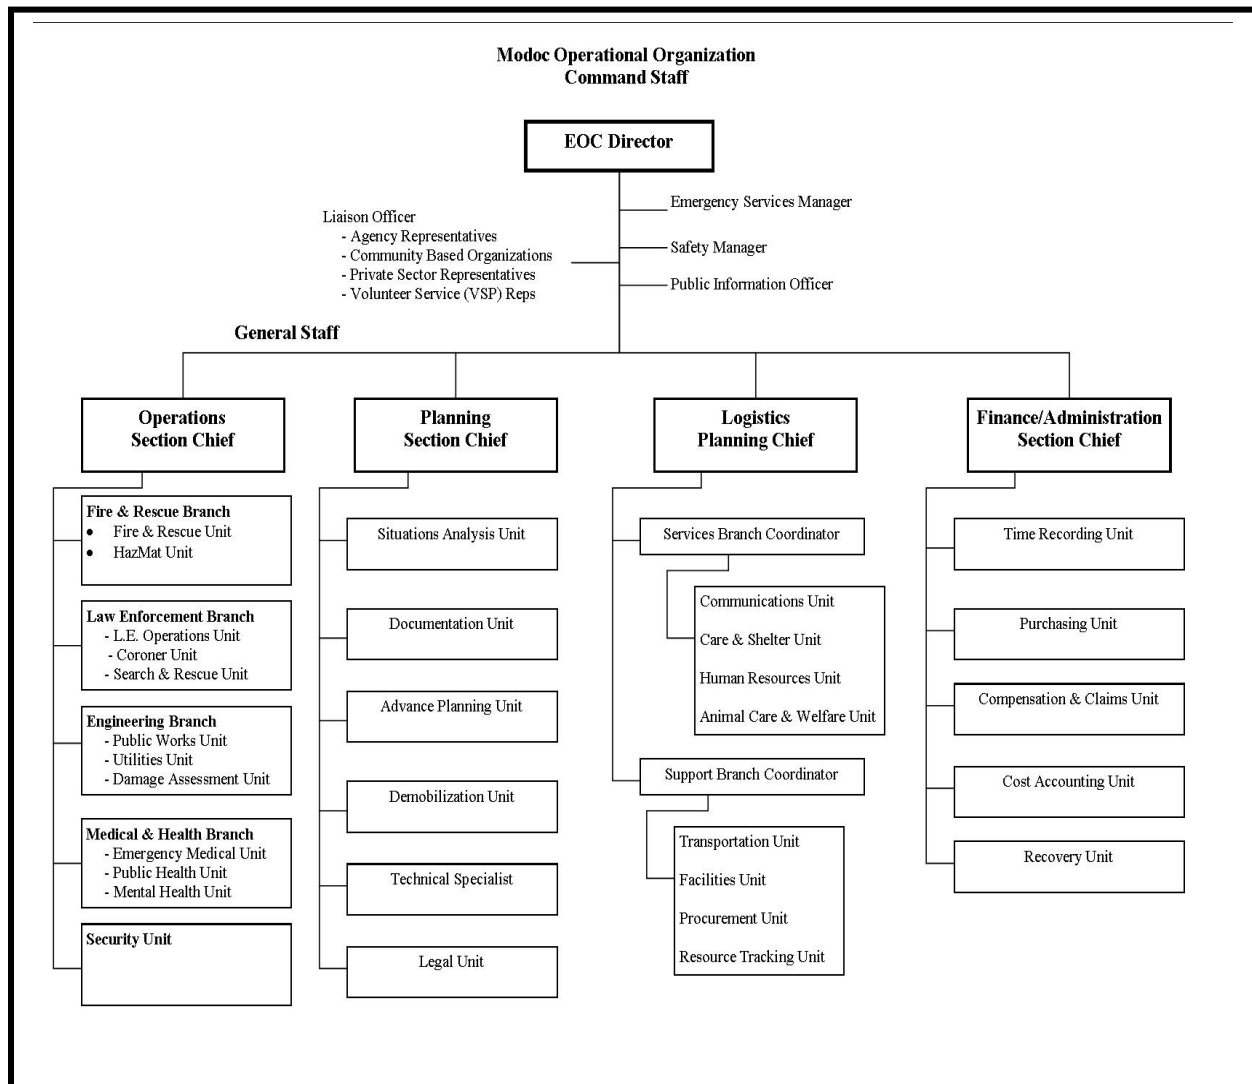 Modoc Operational Organization
Command Staff
EOC Director
Liaison Officer
- Agency Representatives
- Community Based Organizations
- Private Sector Representatives
- Volunteer Service (VSP) Reps
Emergency Services Manager
Safety Manager
Public Information Officer
General Staff
Operations
Section Chief
Fire & Rescue Branch
• Fire & Rescue Unit
• HazMat Unit
Law Enforcement Branch
- L.E. Operations Unit
- Coroner Unit
- Search & Rescue Unit
Engineering Branch
- Public Works Unit
- Utilities Unit
- Damage Assessment Unit
Medical & Health Branch
- Emergency Medical Unit
- Public Health Unit
- Mental Health Unit
Security Unit
Planning
Section Chief
Situations Analysis Unit
Documentation Unit
Advance Planning Unit
Demobilization Unit
Technical Specialist
Legal Unit
Logistics
Planning Chief
Services Branch Coordinator
Communications Unit
Care & Shelter Unit
Human Resources Unit
Animal Care & Welfare Unit
Support Branch Coordinator
Transportation Unit
Facilities Unit
Procurement Unit
Resource Tracking Unit
Finance/Administration
Section Chief
Time Recording Unit
Purchasing Unit
Compensation & Claims Unit
Cost Accounting Unit
Recovery Unit